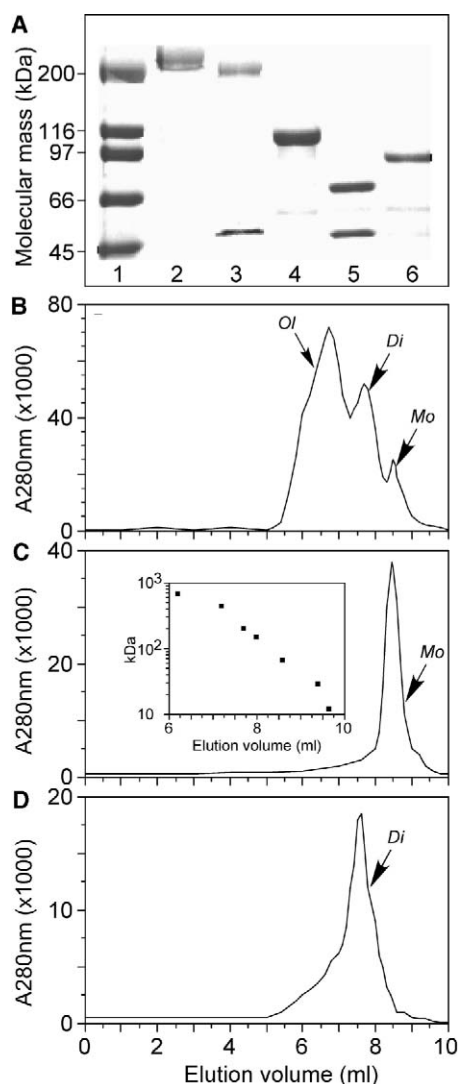 A
Molecular mass (kDa)
200
116
97
66
45
1 2 3 4 5 6
B
A280nm (x1000)
80
40
0
Ol
Di
Mo
C
A280nm (x1000)
40
20
0
kDa
10³
10²
10
6 8 10
Elution volume (ml)
Mo
D
A280nm (x1000)
20
10
0
Di
0 2 4 6 8 10
Elution volume (ml)